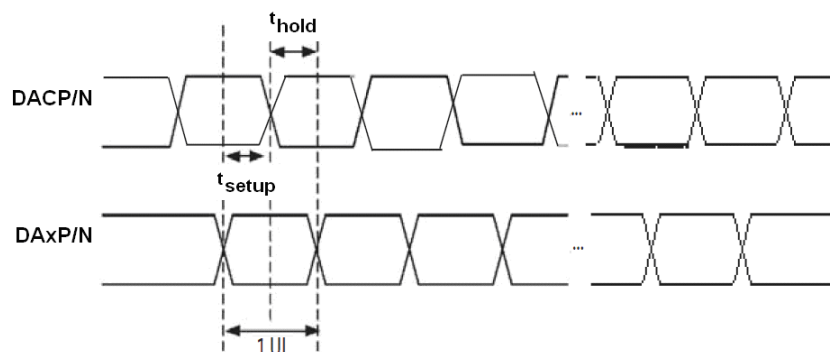 thold
DACP/N
...
tsetup
DAxP/N
...
1 UI